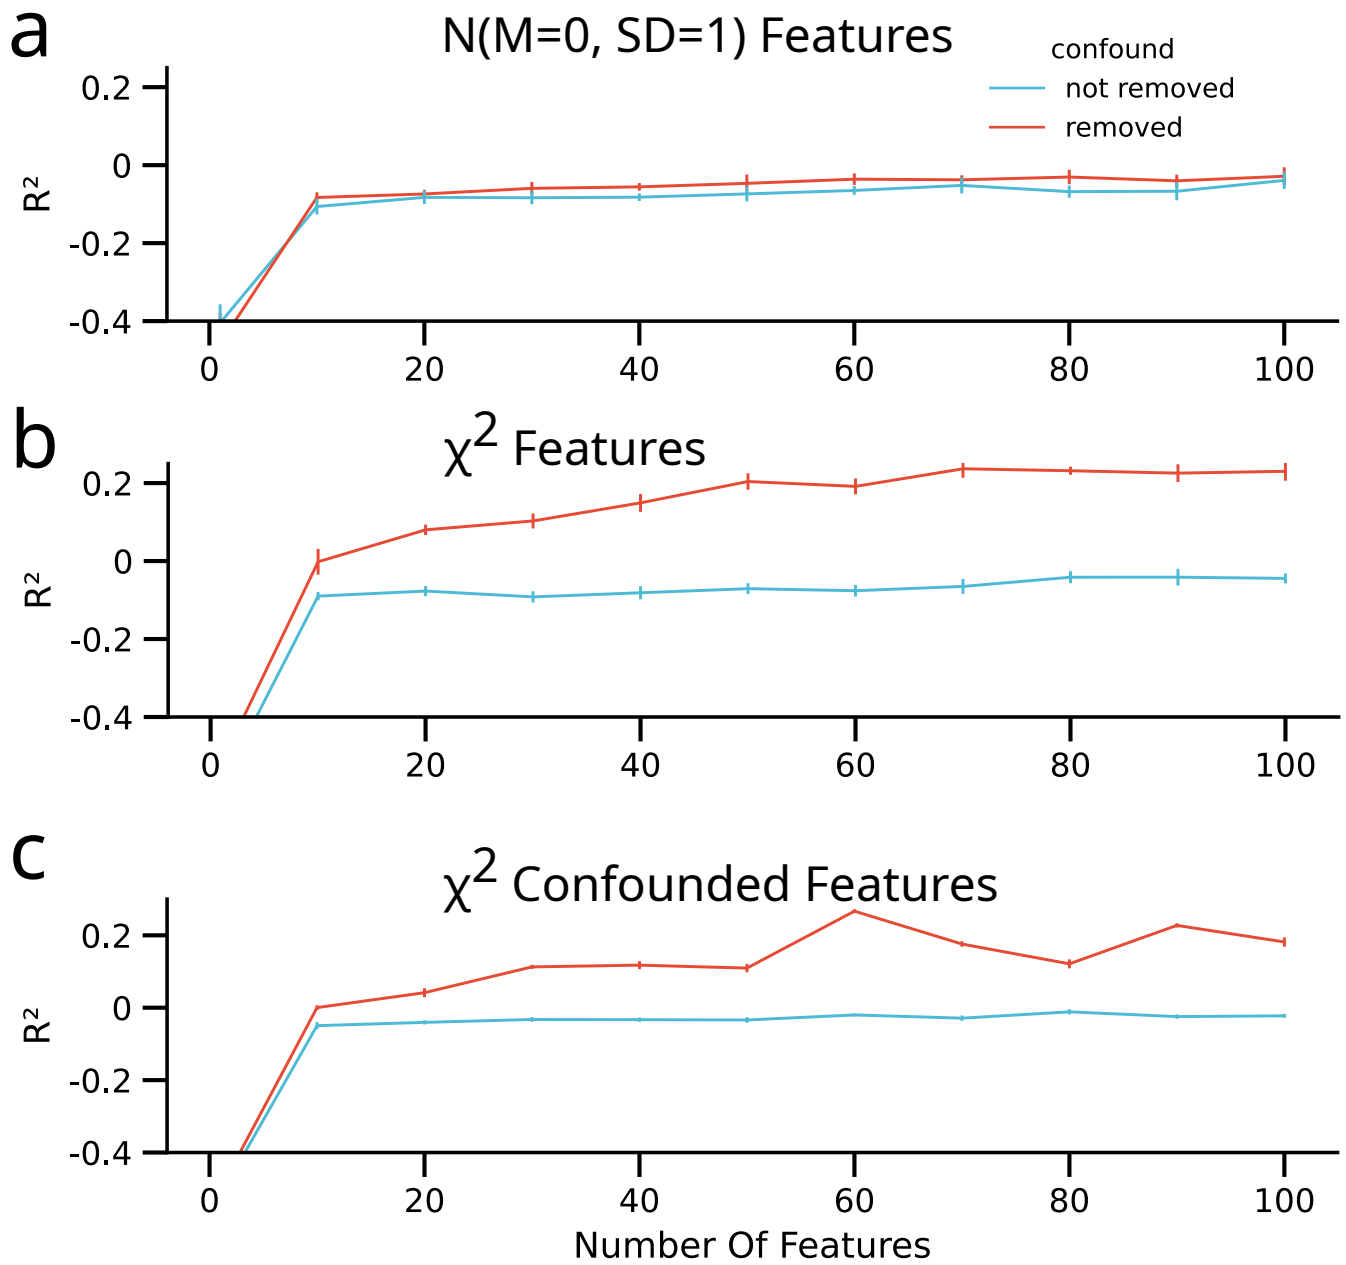 a
N(M=0, SD=1) Features
confound
not removed
removed
0.2
0
-0.2
-0.4
R²
0 20 40 60 80 100
b
χ² Features
0.2
0
-0.2
-0.4
R²
0 20 40 60 80 100
c
χ² Confounded Features
0.2
0
-0.2
-0.4
R²
0 20 40 60 80 100
Number Of Features